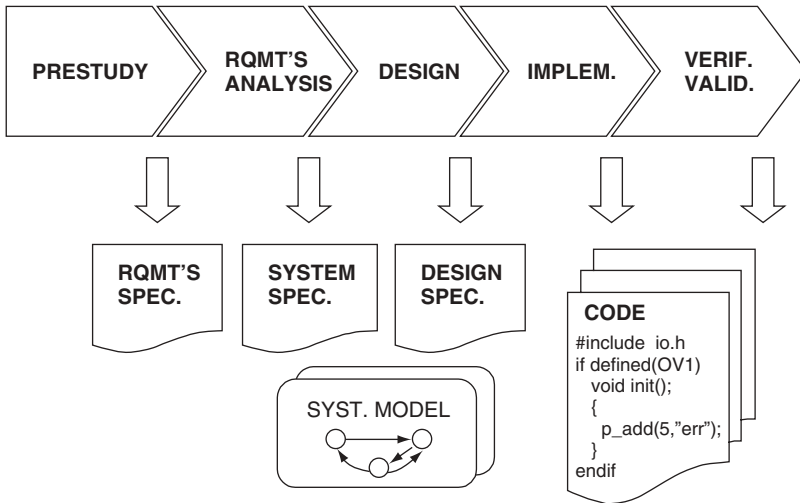 PRESTUDY
RQMT'S
ANALYSIS
DESIGN
IMPLEM.
VERIF.
VALID.
RQMT'S
SPEC.
SYSTEM
SPEC.
DESIGN
SPEC.
CODE
#include io.h
if defined(OV1)
void init();
{
p_add(5,”err”);
}
endif
SYST. MODEL